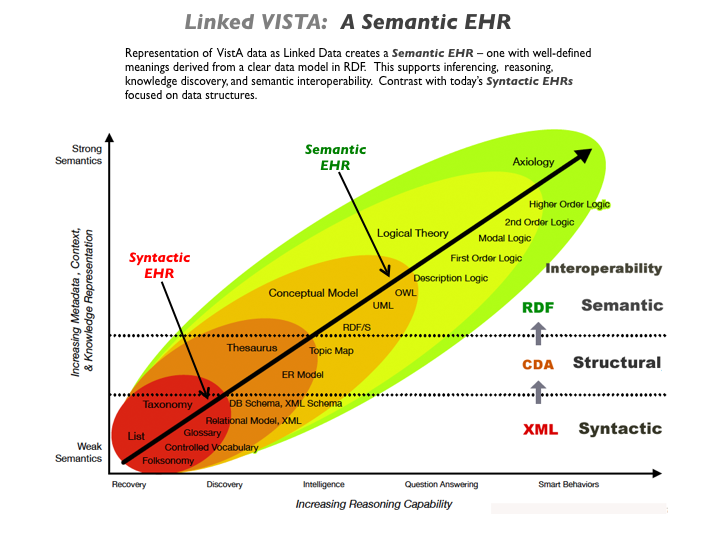 Linked VISTA: A Semantic EHR
Representation of VistA data as Linked Data creates a Semantic EHR – one with well-defined
meanings derived from a clear data model in RDF. This supports inferencing, reasoning,
knowledge discovery, and semantic interoperability. Contrast with today's Syntactic EHRs
focused on data structures.
Strong
Semantics
Semantic
EHR
Axiology
Higher Order Logic
2nd Order Logic
Logical Theory
Modal Logic
First Order Logic
Syntactic
EHR
Interoperability
Description Logic
Conceptual Model
OWL
UML
RDF
Semantic
RDF/S
Increasing Metadata , Context,
& Knowledge Representation
Thesaurus
Topic Map
CDA
Structural
ER Model
Taxonomy
DB Schema, XML Schema
Relational Model, XML
List
Glossary
XML
Syntactic
Controlled Vocabulary
Weak
Semantics
Folksonomy
Recovery
Discovery
Intelligence
Question Answering
Smart Behaviors
Increasing Reasoning Capability